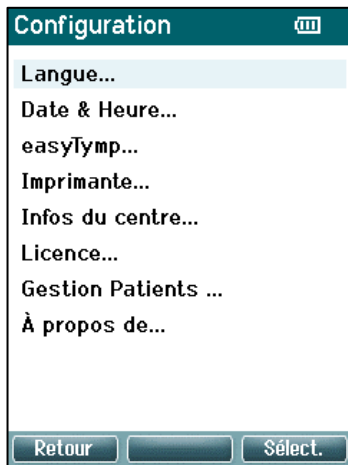 Configuration
Langue...
Date & Heure...
easyTymp...
Imprimante...
Infos du centre...
Licence...
Gestion Patients ...
À propos de...
Retour
Sélect.